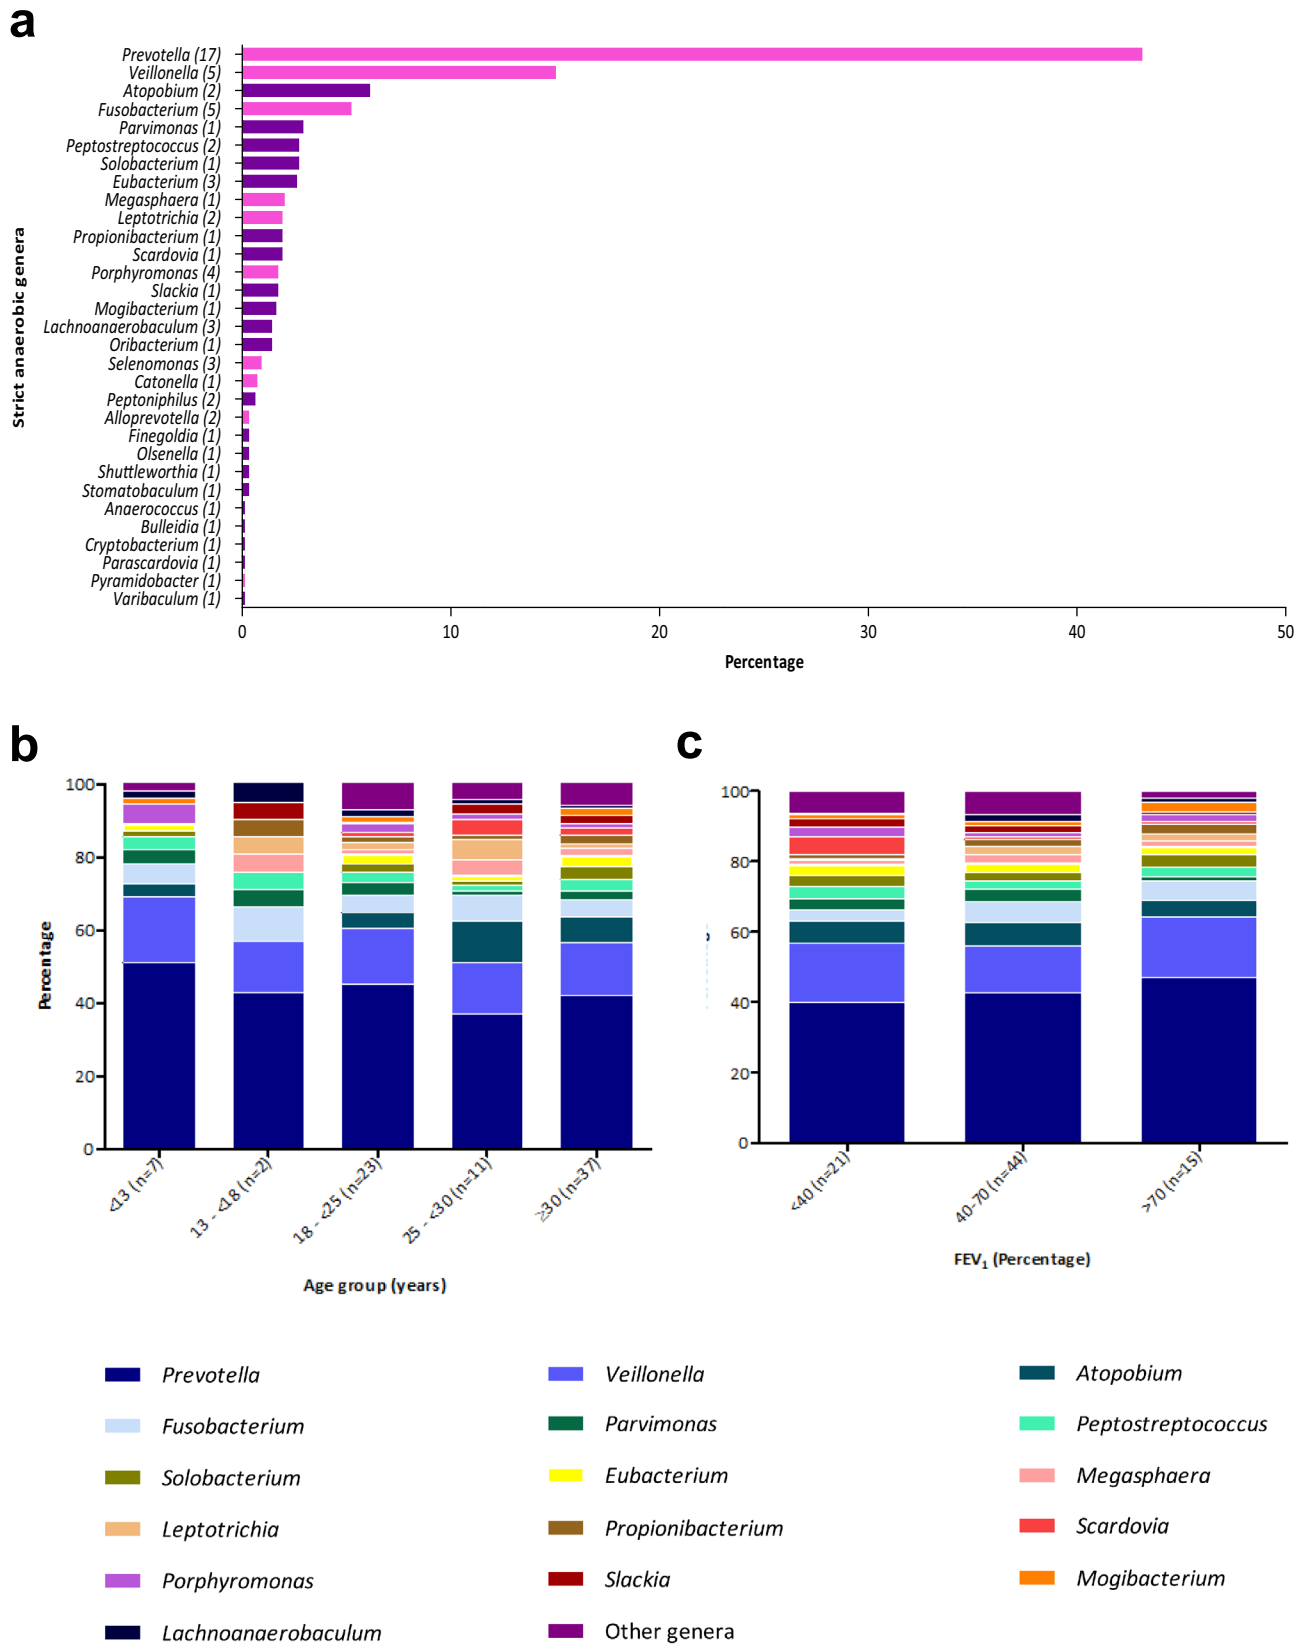 a
Prevotella (17)
Veillonella (5)
Atopobium (2)
Fusobacterium (5)
Parvimonas (1)
Peptostreptococcus (2)
Solobacterium (1)
Eubacterium (3)
Megasphaera (1)
Leptotrichia (2)
Propionibacterium (1)
Scardovia (1)
Porphyromonas (4)
Slackia (1)
Mogibacterium (1)
Lachnoanaerobaculum (3)
Oribacterium (1)
Selenomonas (3)
Catonella (1)
Peptoniphilus (2)
Alloprevotella (2)
Finegoldia (1)
Olsenella (1)
Shuttleworthia (1)
Stomatobaculum (1)
Anaerococcus (1)
Bulleidia (1)
Cryptobacterium (1)
Parascardovia (1)
Pyramidobacter (1)
Varibaculum (1)
Strict anaerobic genera
0 10 20 30 40 50
Percentage
b
100
80
60
40
20
0
Percentage
<13 (n=7)
13 - <18 (n=2)
18 - <25 (n=23)
25 - <30 (n=11)
≥30 (n=37)
Age group (years)
c
100
80
60
40
20
0
<40 (n=21)
40-70 (n=44)
>70 (n=15)
FEV1 (Percentage)
Prevotella Veillonella Atopobium
Fusobacterium Parvimonas Peptostreptococcus
Solobacterium Eubacterium Megasphaera
Leptotrichia Propionibacterium Scardovia
Porphyromonas Slackia Mogibacterium
Lachnoanaerobaculum Other genera